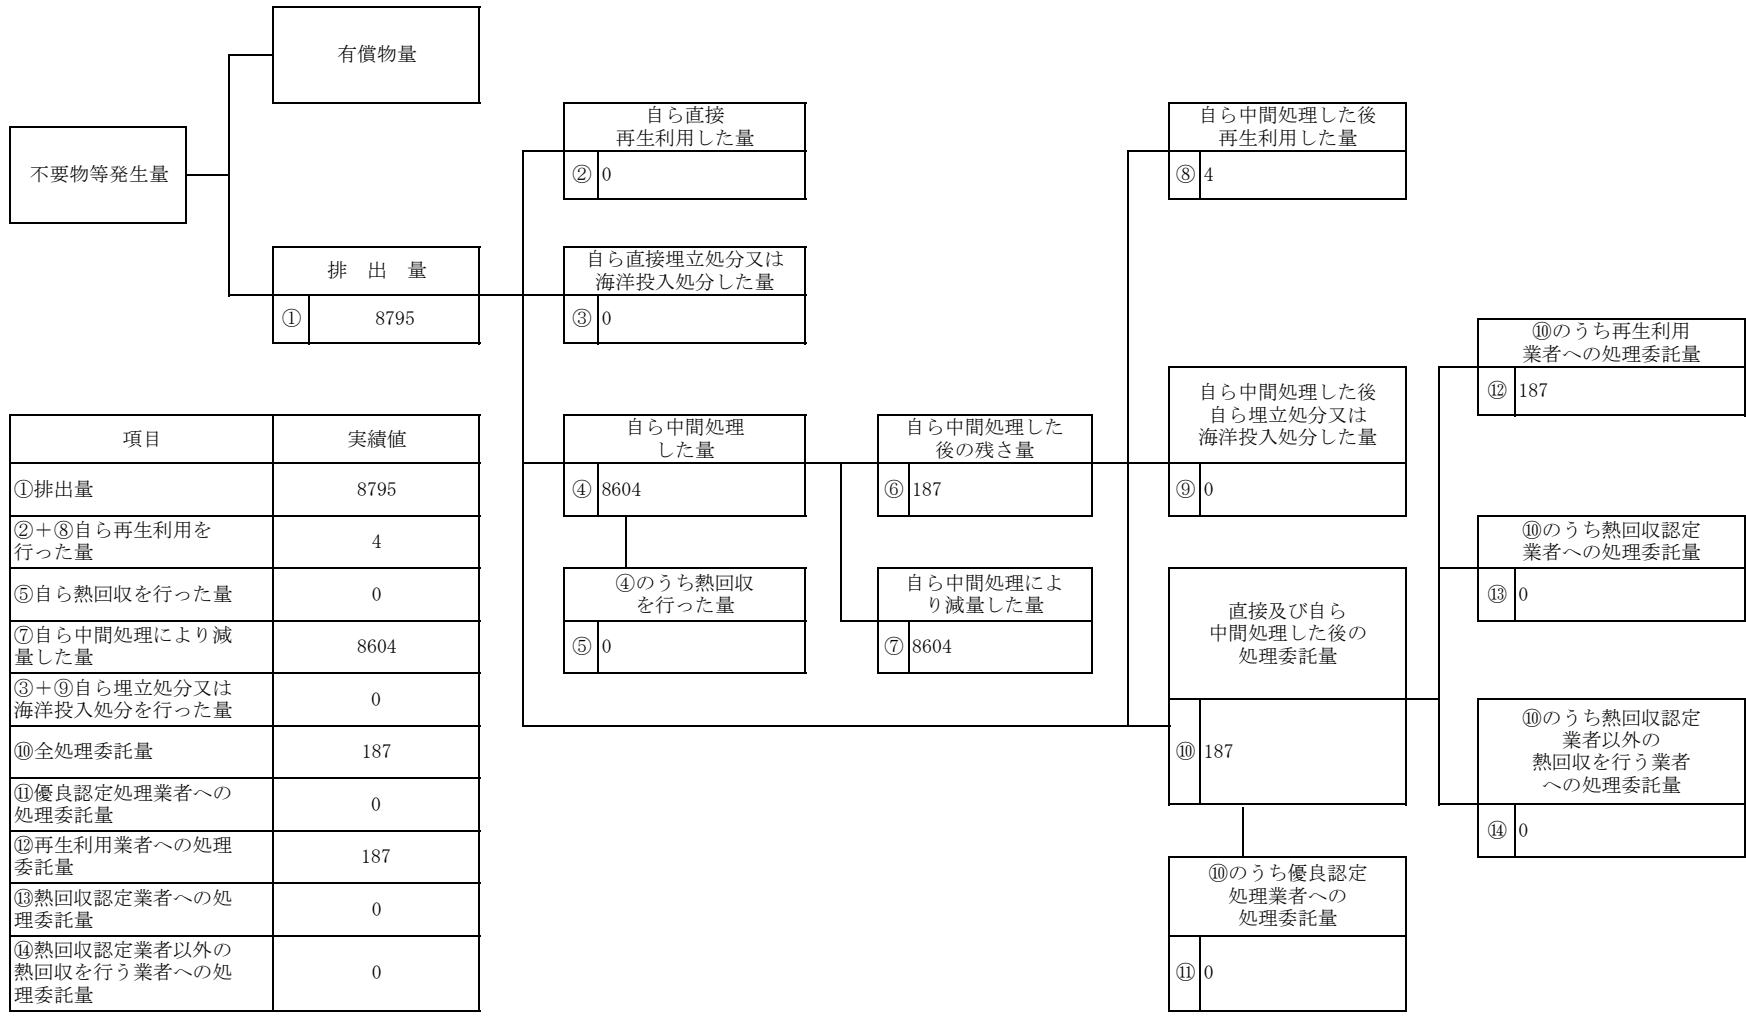 有償物量
不要物等発生量
排　出　量
① 8795
自ら直接
再生利用した量
② 0
自ら直接埋立処分又は
海洋投入処分した量
③ 0
自ら中間処理
した量
④ 8604
④のうち熱回収
を行った量
⑤ 0
自ら中間処理した
後の残さ量
⑥ 187
自ら中間処理によ
り減量した量
⑦ 8604
自ら中間処理した後
再生利用した量
⑧ 4
自ら中間処理した後
自ら埋立処分又は
海洋投入処分した量
⑨ 0
直接及び自ら
中間処理した後の
処理委託量
⑩ 187
⑩のうち優良認定
処理業者への
処理委託量
⑪ 0
⑩のうち再生利用
業者への処理委託量
⑫ 187
⑩のうち熱回収認定
業者への処理委託量
⑬ 0
⑩のうち熱回収認定
業者以外の
熱回収を行う業者
への処理委託量
⑭ 0
項目 実績値
①排出量 8795
②＋⑧自ら再生利用を
行った量 4
⑤自ら熱回収を行った量 0
⑦自ら中間処理により減
量した量 8604
③＋⑨自ら埋立処分又は
海洋投入処分を行った量 0
⑩全処理委託量 187
⑪優良認定処理業者への
処理委託量 0
⑫再生利用業者への処理
委託量 187
⑬熱回収認定業者への処
理委託量 0
⑭熱回収認定業者以外の
熱回収を行う業者への処
理委託量 0